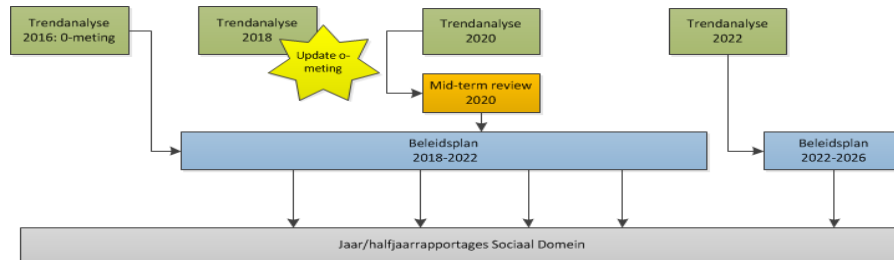 Trendanalyse
2016: 0-meting
Trendanalyse
2018
Update o-
meting
Trendanalyse
2020
Trendanalyse
2022
Mid-term review
2020
Beleidsplan
2018-2022
Beleidsplan
2022-2026
Jaar/halfjaarrapportages Sociaal Domein